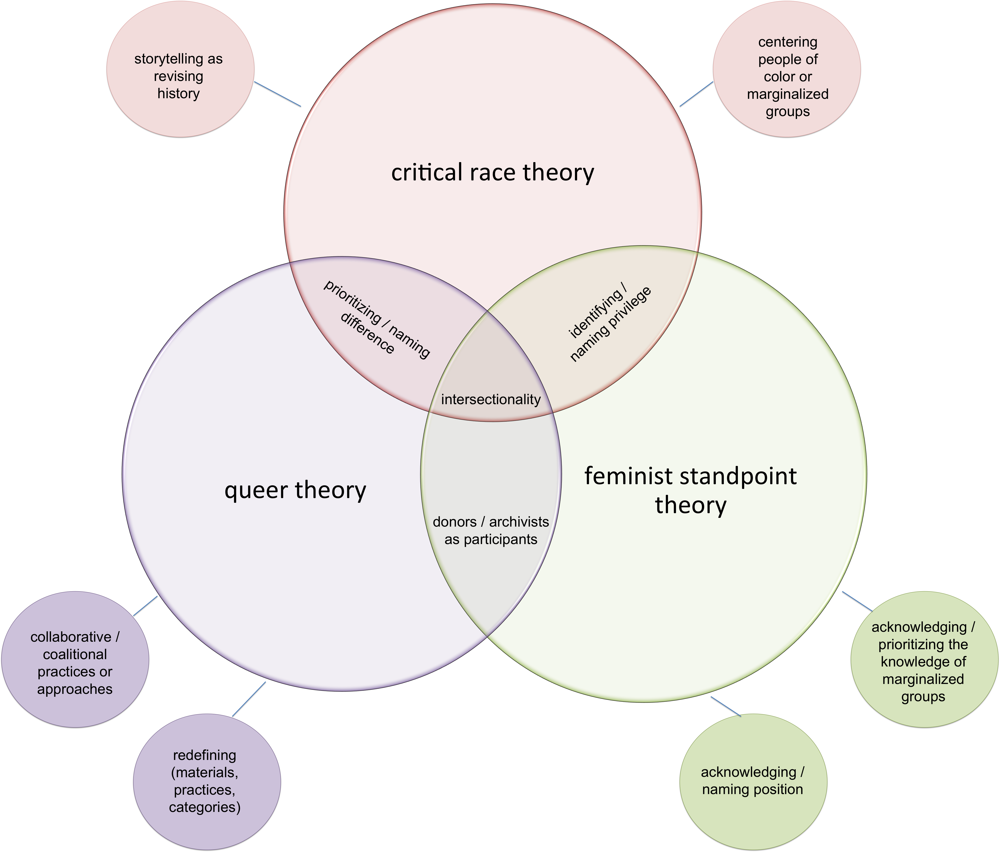 storytelling as
revising
history
centering
people of
color or
marginalized
groups
critical race theory
prioritizing / naming
difference
identifying /
naming privilege
intersectionality
queer theory
feminist standpoint
theory
donors / archivists
as participants
collaborative /
coalitional
practices or
approaches
acknowledging /
prioritizing the
knowledge of
marginalized
groups
redefining
(materials,
practices,
categories)
acknowledging /
naming position